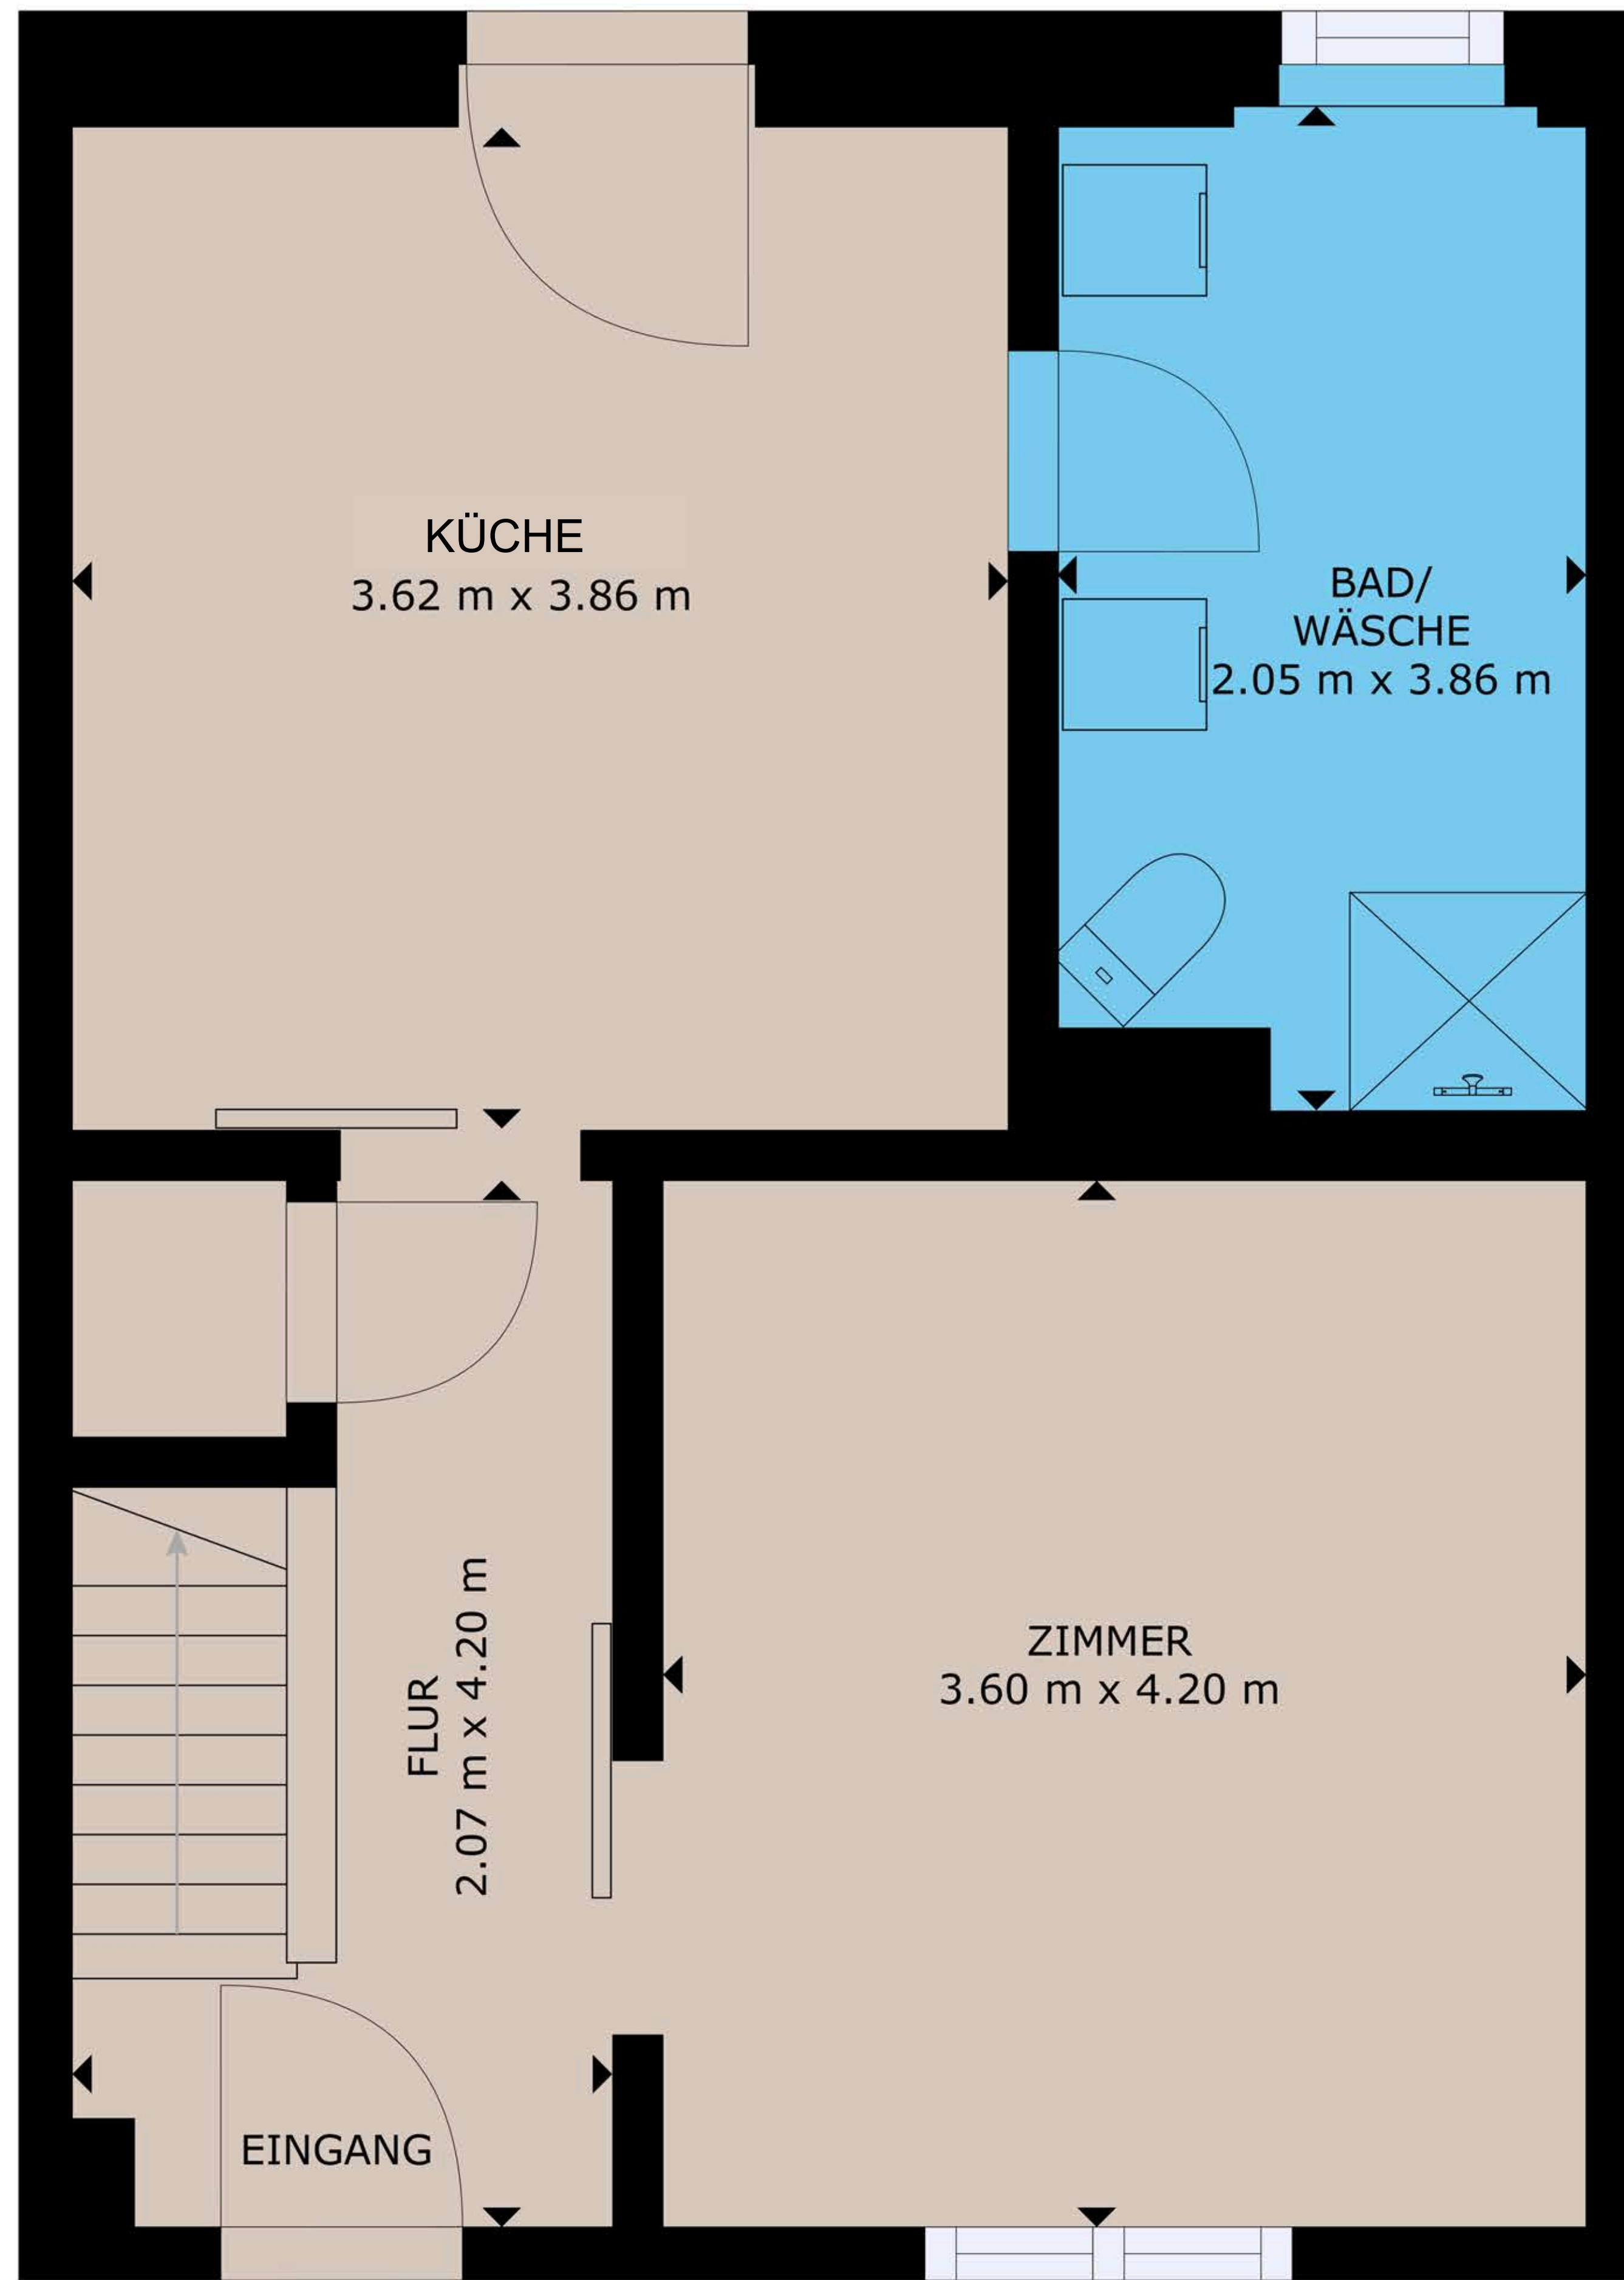 KÜCHE
3.62 m x 3.86 m
BAD/
WÄSCHE
2.05 m x 3.86 m
FLUR
2.07 m x 4.20 m
ZIMMER
3.60 m x 4.20 m
EINGANG